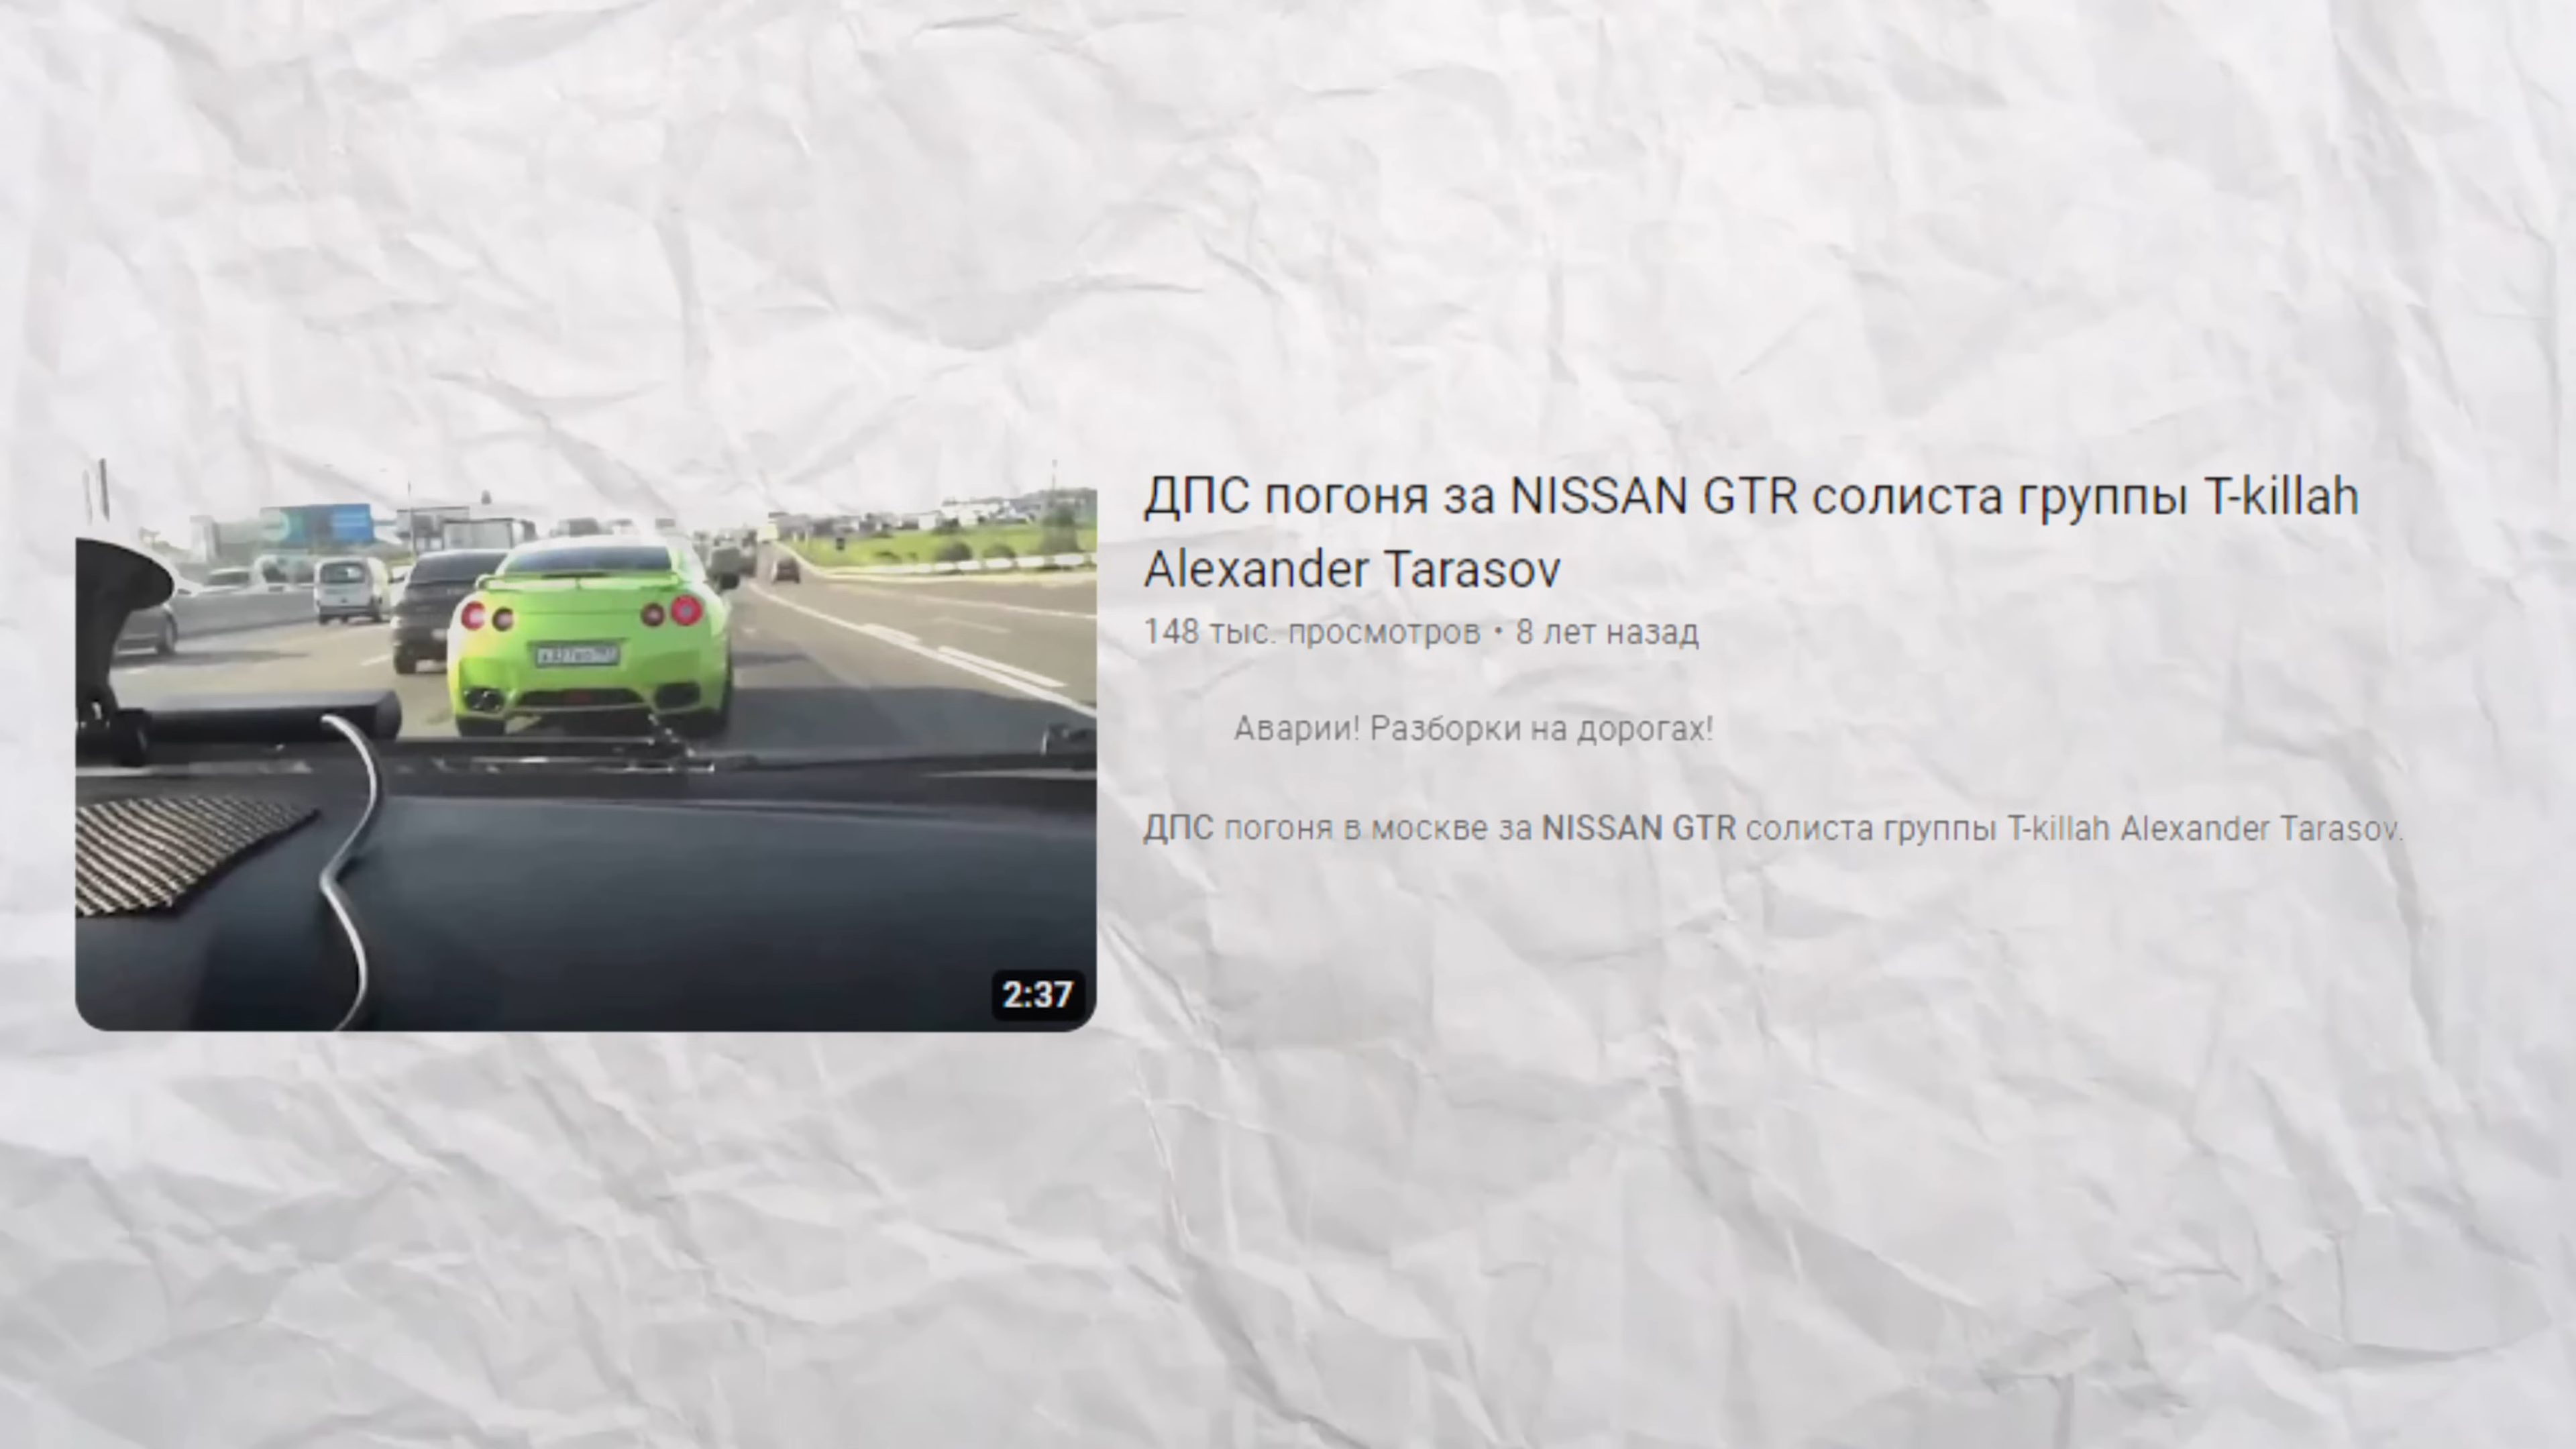 ДПС погоня за NISSAN GTR солиста группы T-killah
Alexander Tarasov
148 тыс. просмотров • 8 лет назад
Аварии! Разборки на дорогах!
ДПС погоня в москве за NISSAN GTR солиста группы T-killah Alexander Tarasov.
2:37